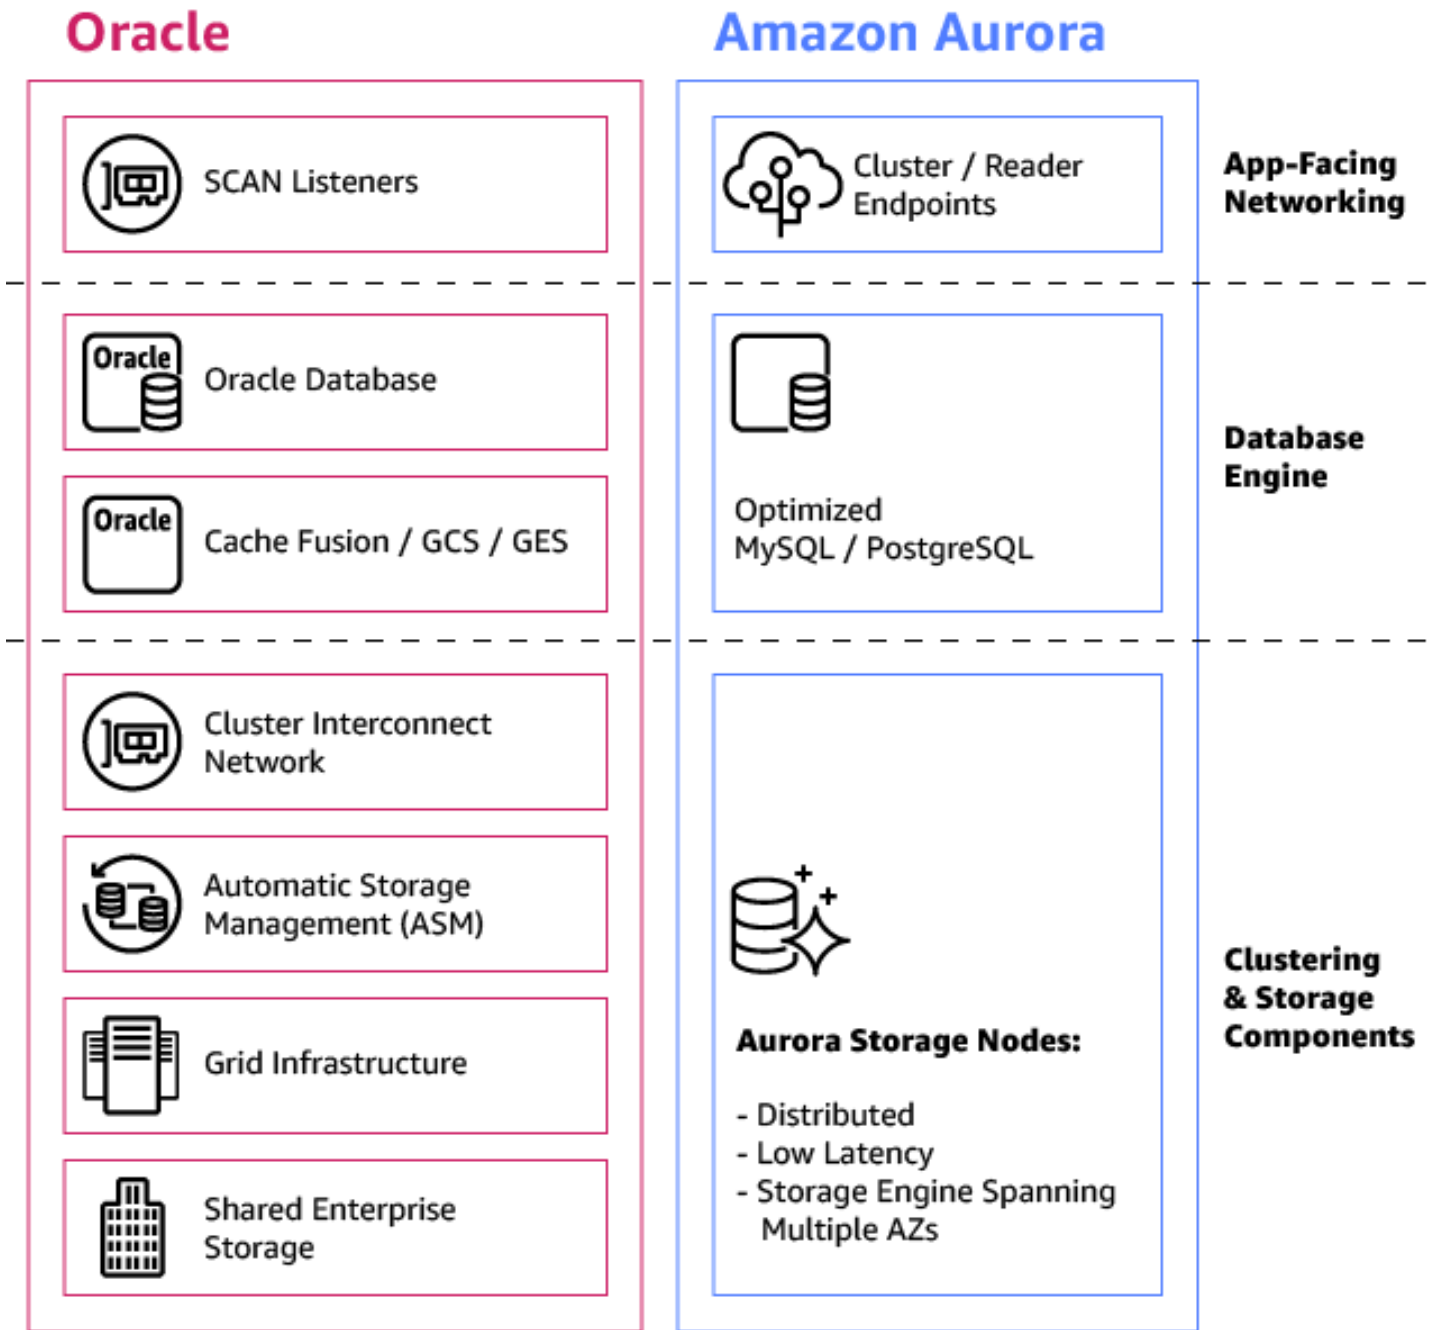 Oracle
Amazon Aurora
SCAN Listeners
Cluster / Reader
Endpoints
App-Facing
Networking
Oracle
Oracle Database
Oracle
Cache Fusion / GCS / GES
Optimized
MySQL / PostgreSQL
Database
Engine
Cluster Interconnect
Network
Automatic Storage
Management (ASM)
Grid Infrastructure
Shared Enterprise
Storage
Aurora Storage Nodes:
- Distributed
- Low Latency
- Storage Engine Spanning
Multiple AZs
Clustering
& Storage
Components